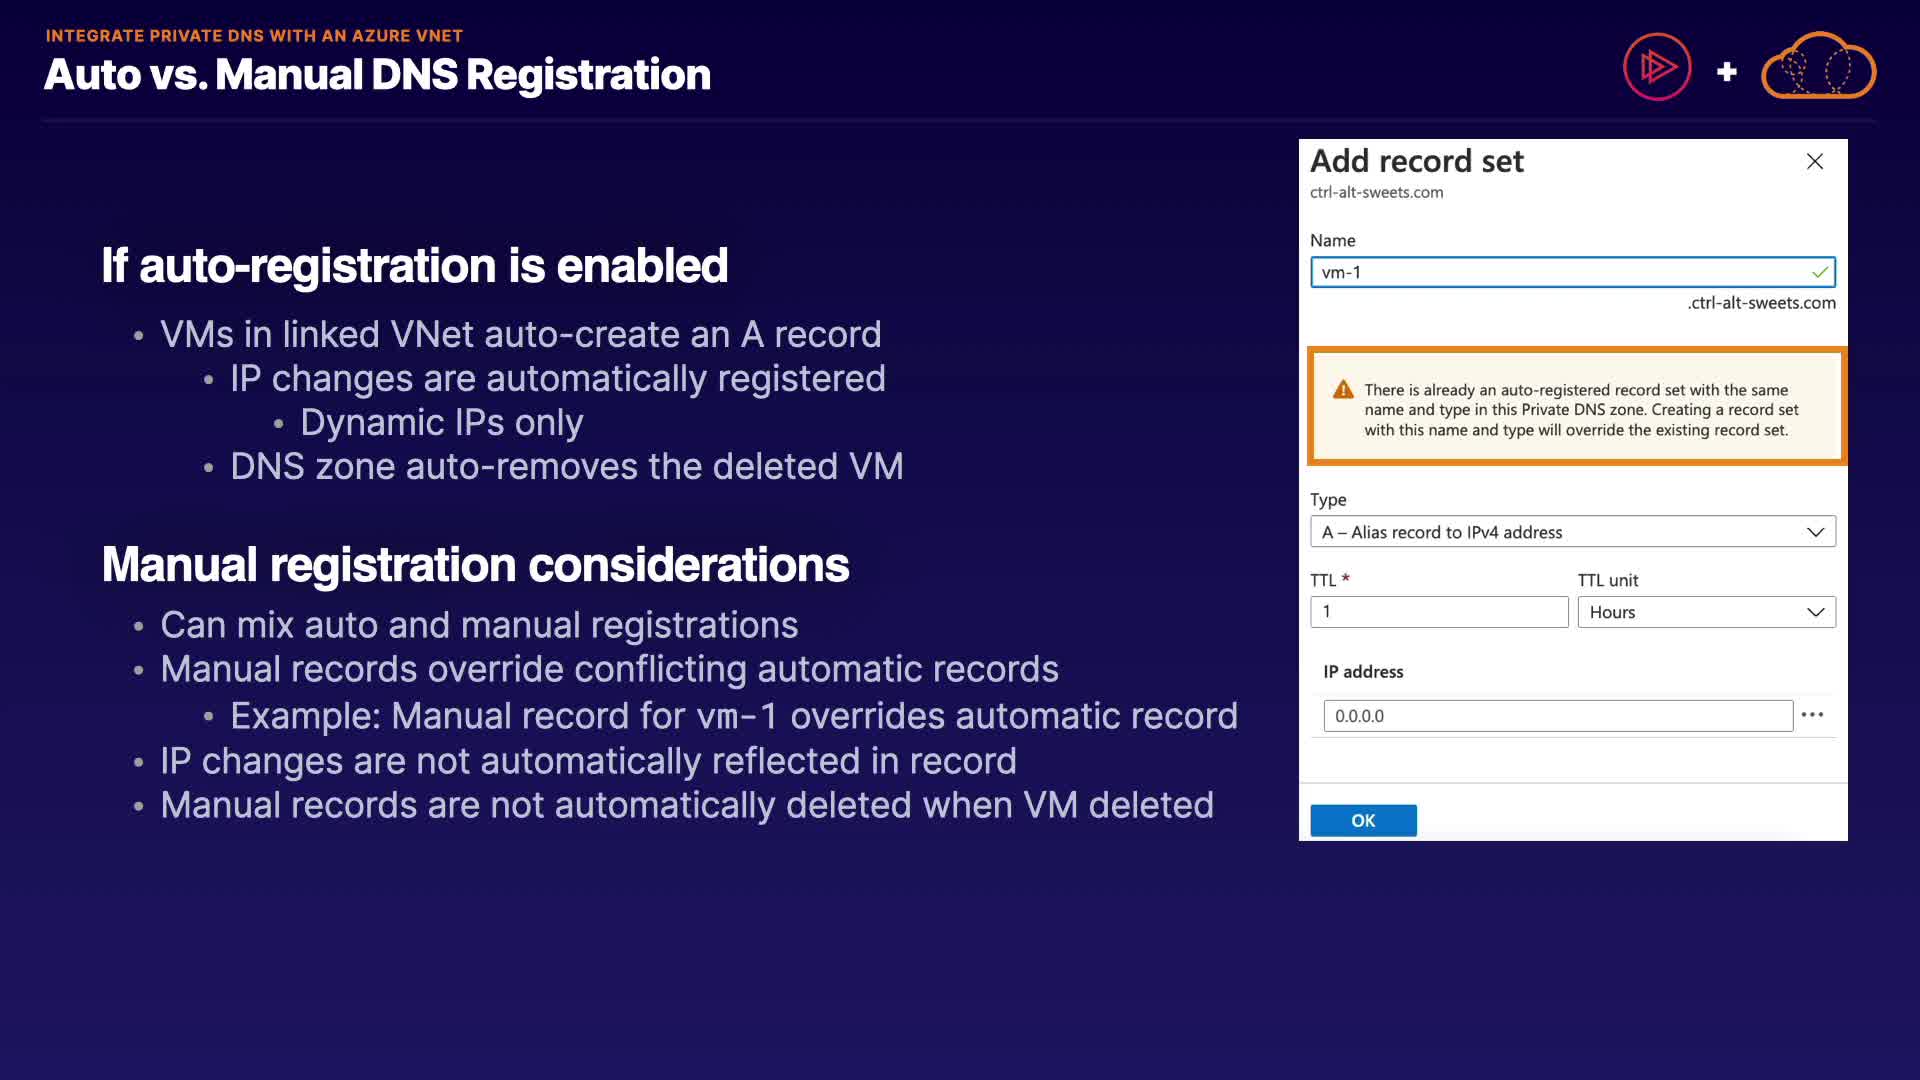 INTEGRATE PRIVATE DNS WITH AN AZURE VNET
Auto vs. Manual DNS Registration
If auto-registration is enabled
• VMs in linked VNet auto-create an A record
• IP changes are automatically registered
• Dynamic IPs only
• DNS zone auto-removes the deleted VM
Manual registration considerations
• Can mix auto and manual registrations
• Manual records override conflicting automatic records
• Example: Manual record for vm-1 overrides automatic record
• IP changes are not automatically reflected in record
• Manual records are not automatically deleted when VM deleted
Add record set
ctrl-alt-sweets.com
Name
vm-1
.ctrl-alt-sweets.com
There is already an auto-registered record set with the same
name and type in this Private DNS zone. Creating a record set
with this name and type will override the existing record set.
Type
A – Alias record to IPv4 address
TTL * TTL unit
1 Hours
IP address
0.0.0.0
OK